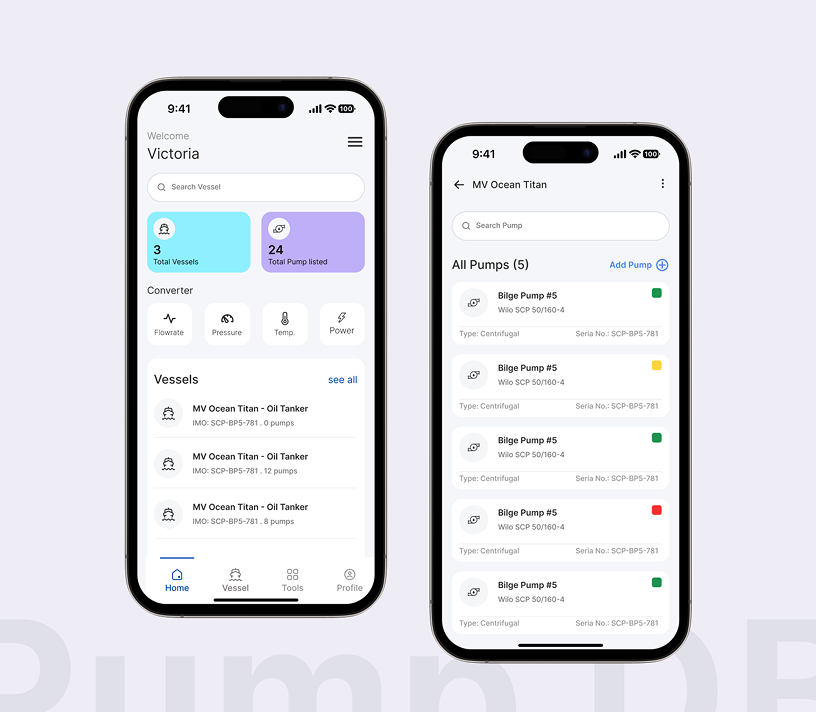 9:41
100
Welcome
Victoria
Search Vessel
3
Total Vessels
24
Total Pump listed
Converter
Flowrate
Pressure
Temp.
Power
Vessels
see all
MV Ocean Titan - Oil Tanker
IMO: SCP-BP5-781 . 0 pumps
MV Ocean Titan - Oil Tanker
IMO: SCP-BP5-781 . 12 pumps
MV Ocean Titan - Oil Tanker
IMO: SCP-BP5-781 . 8 pumps
Home
Vessel
Tools
Profile
9:41
100
MV Ocean Titan
Search Pump
All Pumps (5)
Add Pump
Bilge Pump #5
Wilo SCP 50/160-4
Type: Centrifugal
Seria No.: SCP-BP5-781
Bilge Pump #5
Wilo SCP 50/160-4
Type: Centrifugal
Seria No.: SCP-BP5-781
Bilge Pump #5
Wilo SCP 50/160-4
Type: Centrifugal
Seria No.: SCP-BP5-781
Bilge Pump #5
Wilo SCP 50/160-4
Type: Centrifugal
Seria No.: SCP-BP5-781
Bilge Pump #5
Wilo SCP 50/160-4
Type: Centrifugal
Seria No.: SCP-BP5-781
Pump